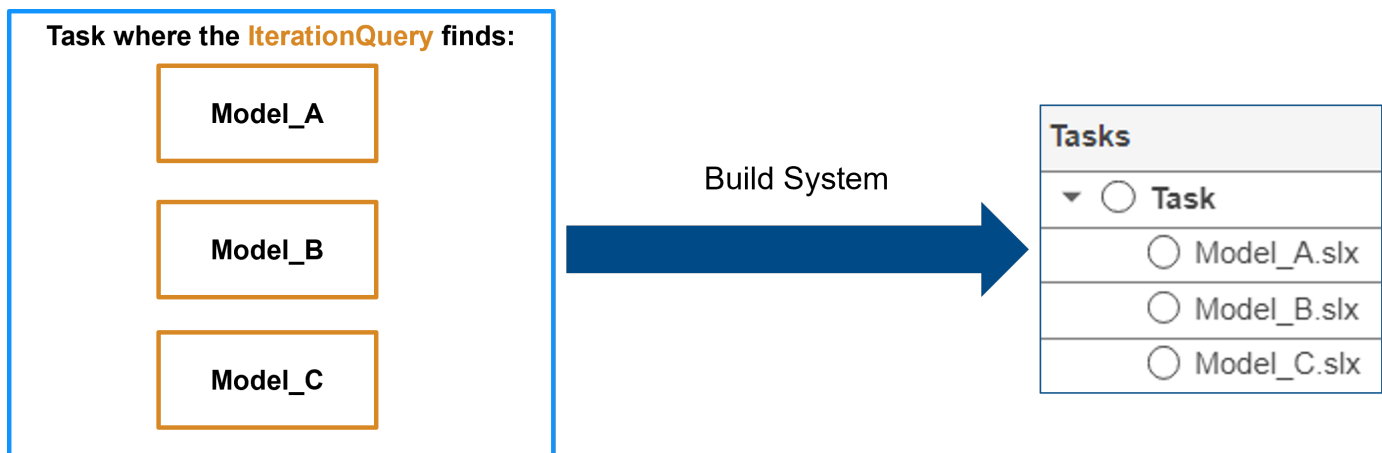 Task where the IterationQuery finds:
Model_A
Model_B
Model_C
Build System
Tasks
Task
Model_A.slx
Model_B.slx
Model_C.slx